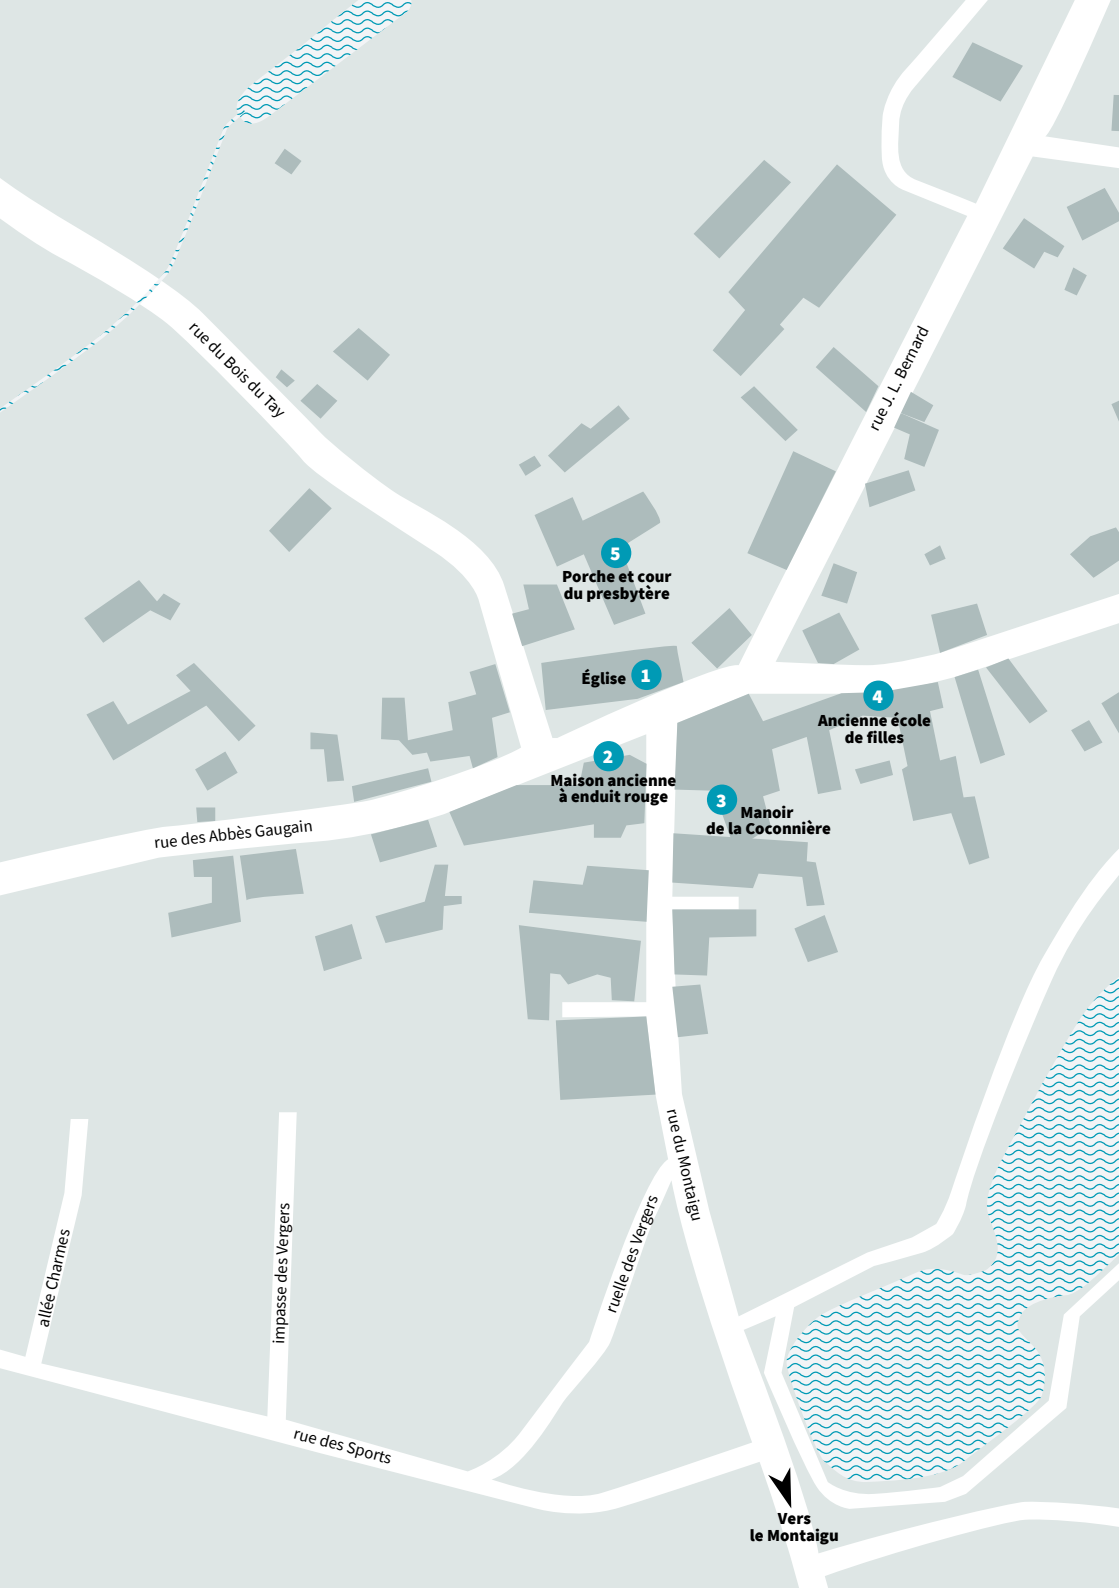 rue du Bois du Tay
rue J. L. Bernard
5
Porche et cour
du presbytère
Église 1
4
Ancienne école
de filles
2
Maison ancienne
à enduit rouge
3 Manoir
de la Coconnière
rue des Abbès Gaugain
rue du Montaigu
ruelle des Vergers
impasse des Vergers
allée Charmes
rue des Sports
Vers
le Montaigu